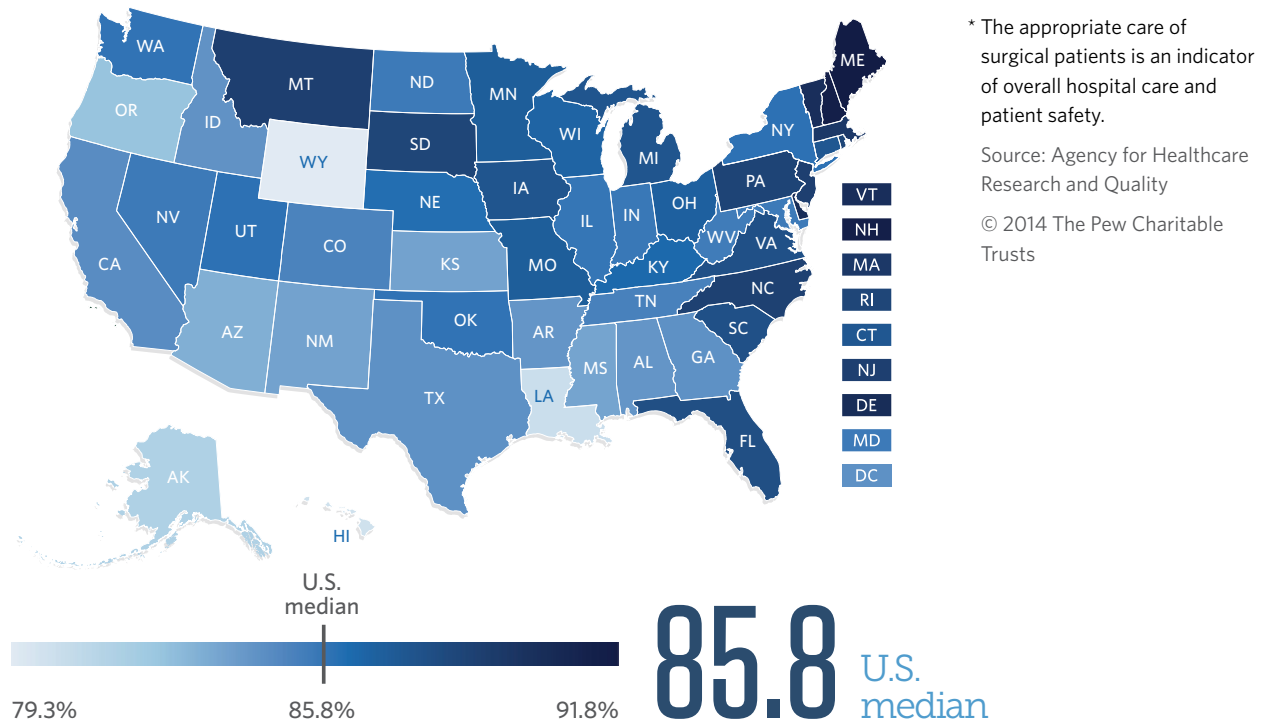 WA
OR
CA
NV
ID
MT
WY
UT
AZ
CO
NM
ND
SD
NE
KS
OK
TX
MN
IA
MO
AR
LA
WI
IL
MI
IN
OH
KY
TN
MS
AL
GA
FL
SC
NC
VA
WV
PA
NY
ME
AK
HI
VT
NH
MA
RI
CT
NJ
DE
MD
DC
* The appropriate care of
surgical patients is an indicator
of overall hospital care and
patient safety.
Source: Agency for Healthcare
Research and Quality
© 2014 The Pew Charitable
Trusts
U.S.
median
79.3%
85.8%
91.8%
85.8
U.S.
median